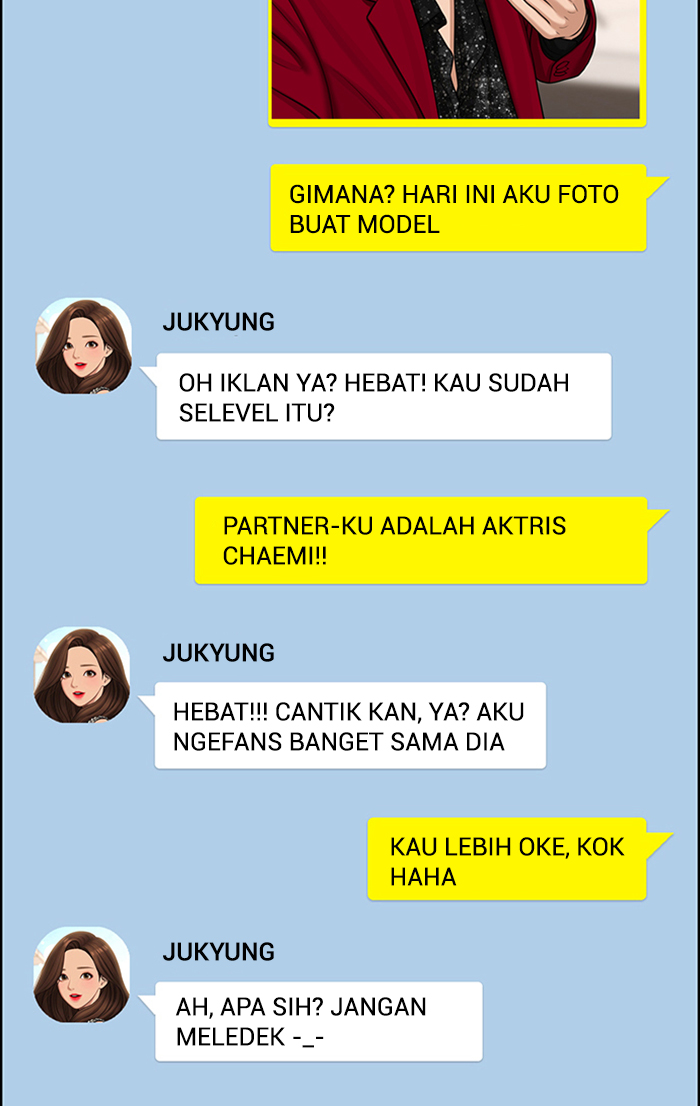 GIMANA? HARI INI AKU FOTO
BUAT MODEL
JUKYUNG
OH IKLAN YA? HEBAT! KAU SUDAH
SELEVEL ITU?
PARTNER-KU ADALAH AKTRIS
CHAEMI!!
JUKYUNG
HEBAT!!! CANTIK KAN, YA? AKU
NGEFANS BANGET SAMA DIA
KAU LEBIH OKE, KOK
HAHA
JUKYUNG
AH, APA SIH? JANGAN
MELEDEK -_-